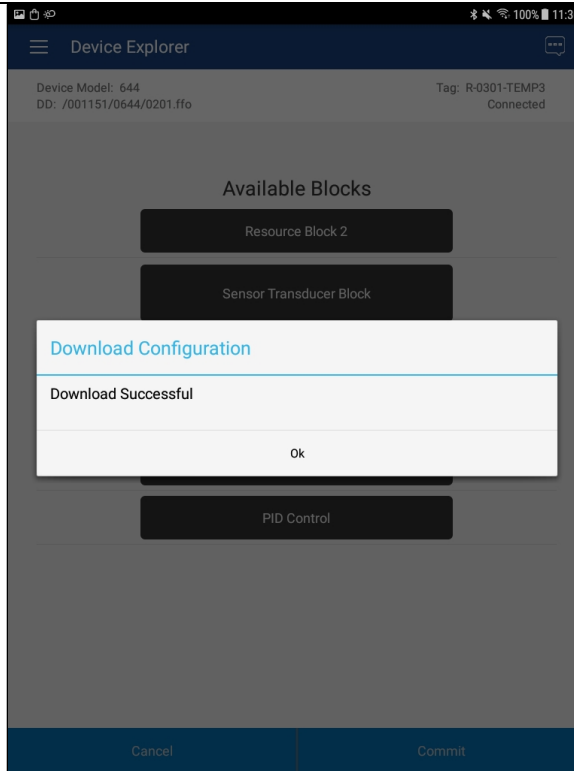 100% 11:3
Device Explorer
Device Model: 644
DD: /001151/0644/0201.ffo
Tag: R-0301-TEMP3
Connected
Available Blocks
Resource Block 2
Sensor Transducer Block
Download Configuration
Download Successful
Ok
PID Control
Cancel
Commit